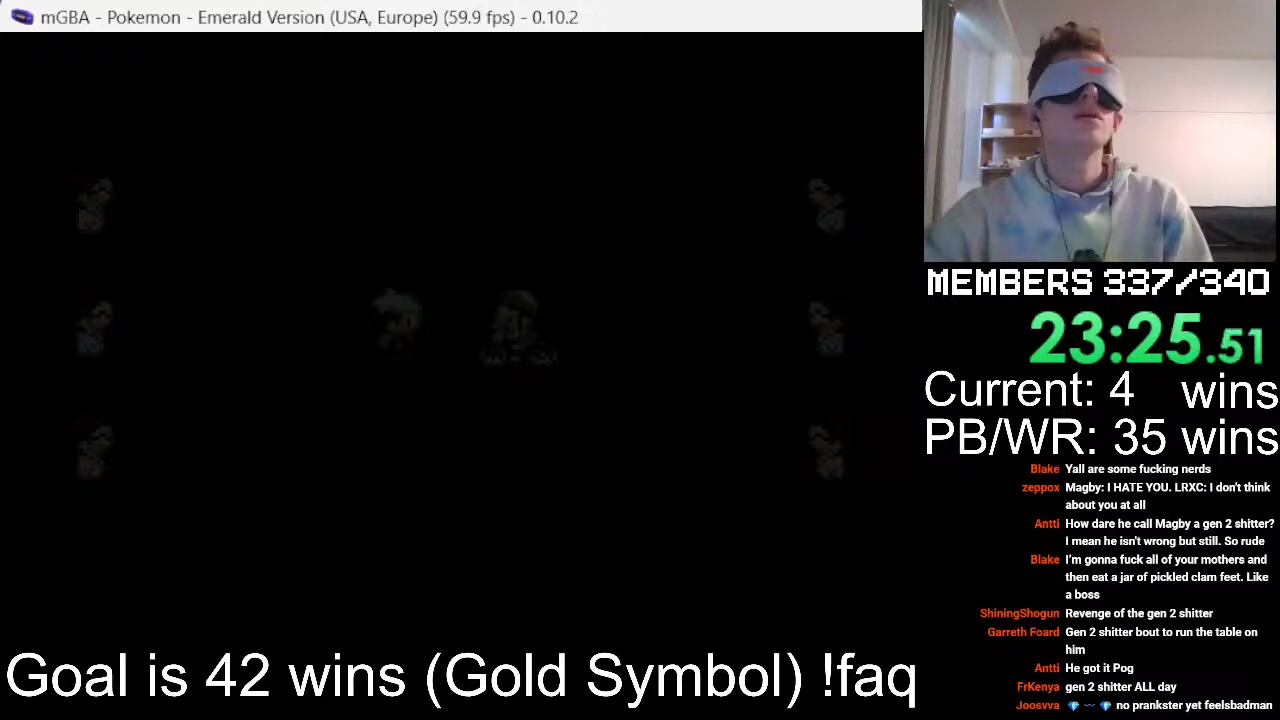 mGBA - Pokemon - Emerald Version (USA, Europe) (59.9 fps) - 0.10.2
MEMBERS 337/340
23:25.51
Current: 4 wins
PB/WR: 35 wins
Blake Yall are some fucking nerds
zeppox Magby: I HATE YOU. LRXC: I don't think
about you at all
Antti How dare he call Magby a gen 2 shitter?
I mean he isn't wrong but still. So rude
Blake I'm gonna fuck all of your mothers and
then eat a jar of pickled clam feet. Like
a boss
ShiningShogun Revenge of the gen 2 shitter
Garreth Foard Gen 2 shitter bout to run the table on
him
Antti He got it Pog
FrKenya gen 2 shitter ALL day
Joosvva 💎 〰️ 💎 no prankster yet feelsbadman
Goal is 42 wins (Gold Symbol) !faq